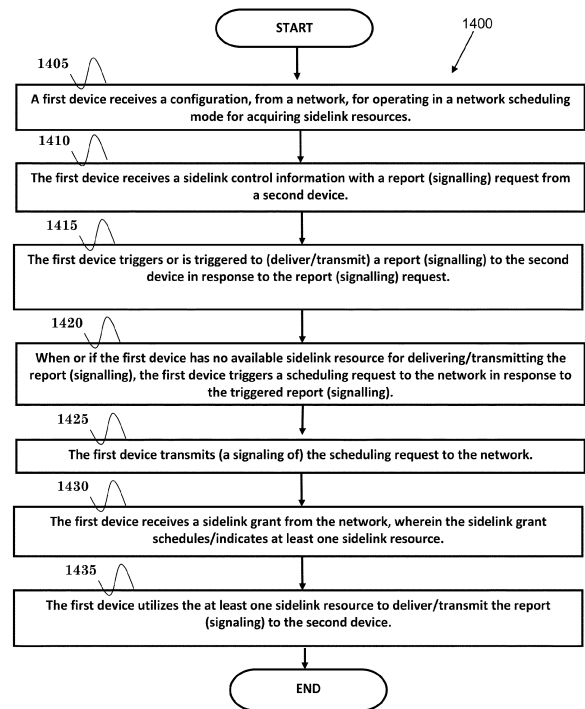 START
1400
1405
A first device receives a configuration, from a network, for operating in a network scheduling
mode for acquiring sidelink resources.
1410
The first device receives a sidelink control information with a report (signalling) request from
a second device.
1415
The first device triggers or is triggered to (deliver/transmit) a report (signalling) to the second
device in response to the report (signalling) request.
1420
When or if the first device has no available sidelink resource for delivering/transmitting the
report (signalling), the first device triggers a scheduling request to the network in response to
the triggered report (signalling).
1425
The first device transmits (a signaling of) the scheduling request to the network.
1430
The first device receives a sidelink grant from the network, wherein the sidelink grant
schedules/indicates at least one sidelink resource.
1435
The first device utilizes the at least one sidelink resource to deliver/transmit the report
(signaling) to the second device.
END